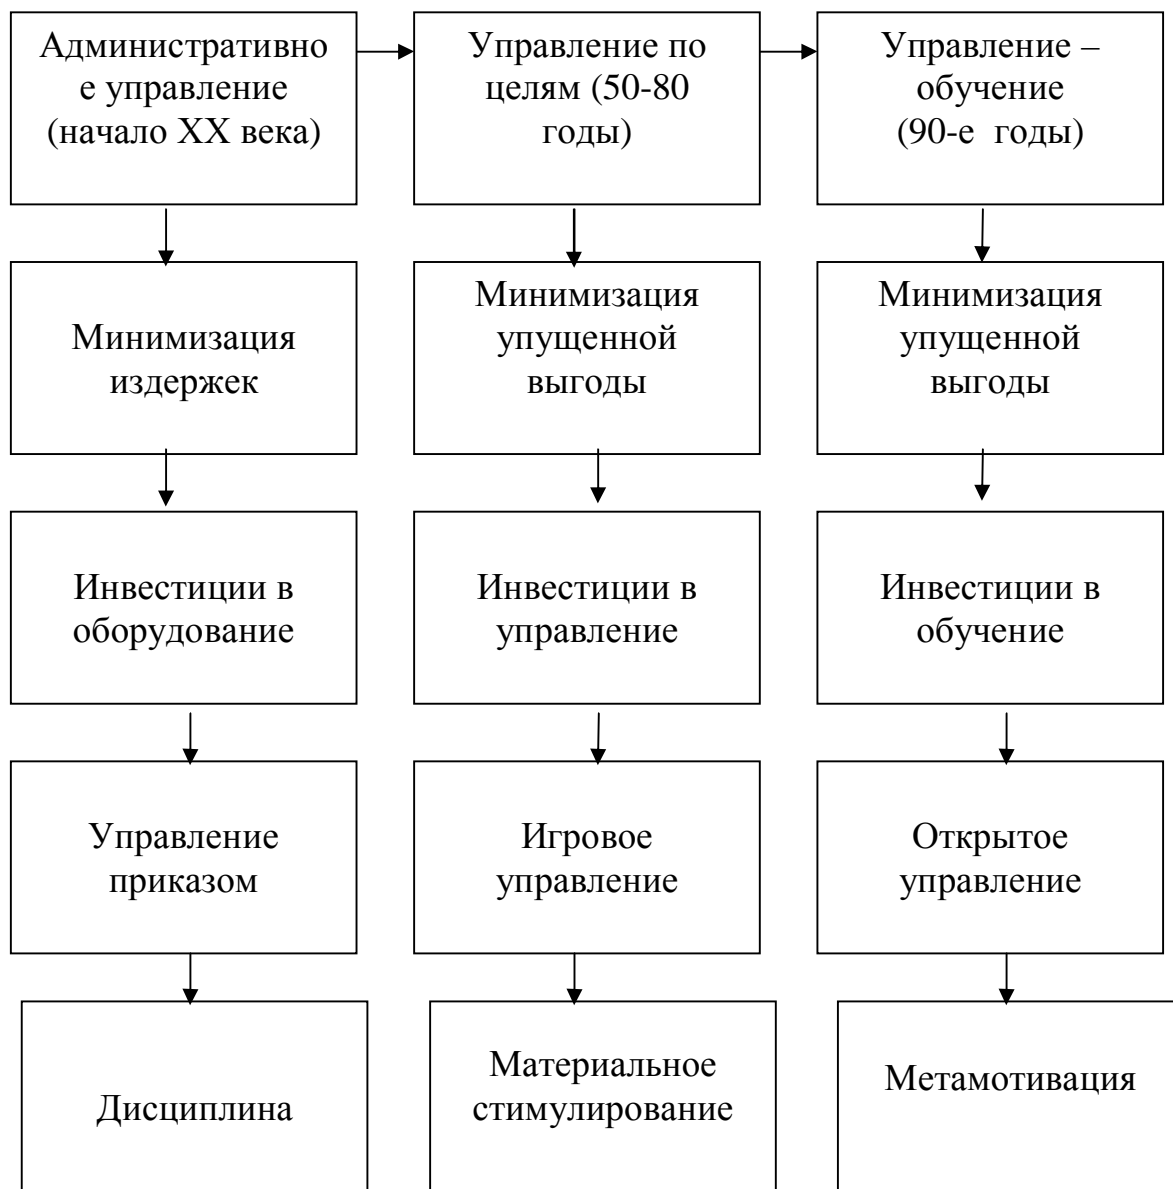 Административно
е управление
(начало XX века)
Управление по
целям (50-80
годы)
Управление –
обучение
(90-е годы)
Минимизация
издержек
Минимизация
упущенной
выгоды
Минимизация
упущенной
выгоды
Инвестиции в
оборудование
Инвестиции в
управление
Инвестиции в
обучение
Управление
приказом
Игровое
управление
Открытое
управление
Дисциплина
Материальное
стимулирование
Метамотивация